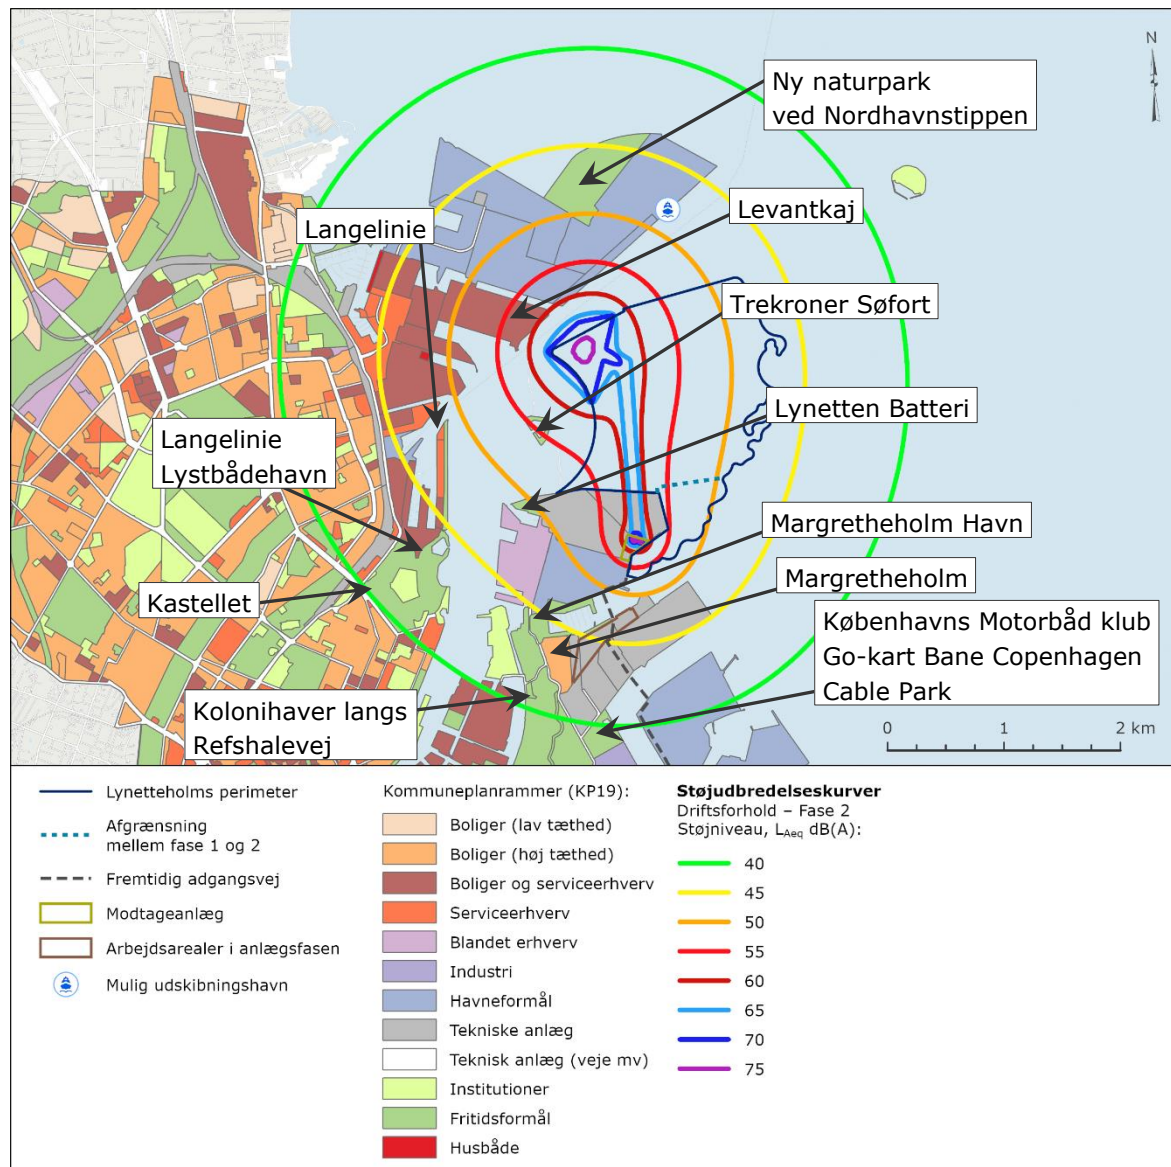 N
Ny naturpark
ved Nordhavnstippen
Levantkaj
Langelinie
Trekroner Søfort
Lynetten Batteri
Langelinie
Lystbådehavn
Margretheholm Havn
Margretheholm
Kastellet
Københavns Motorbåd klub
Go-kart Bane Copenhagen
Cable Park
Kolonihaver langs
Refshalevej
0 1 2 km
Lynetteholms perimeter
Afgrænsning
mellem fase 1 og 2
Fremtidig adgangsvej
Modtageanlæg
Arbejdsarealer i anlægsfasen
Mulig udskibningshavn
Kommuneplanrammer (KP19):
Boliger (lav tæthed)
Boliger (høj tæthed)
Boliger og serviceerhverv
Serviceerhverv
Blandet erhverv
Industri
Havneformål
Tekniske anlæg
Teknisk anlæg (veje mv)
Institutioner
Fritidsformål
Husbåde
Støjudbredelseskurver
Driftsforhold – Fase 2
Støjniveau, LAeq dB(A):
40
45
50
55
60
65
70
75